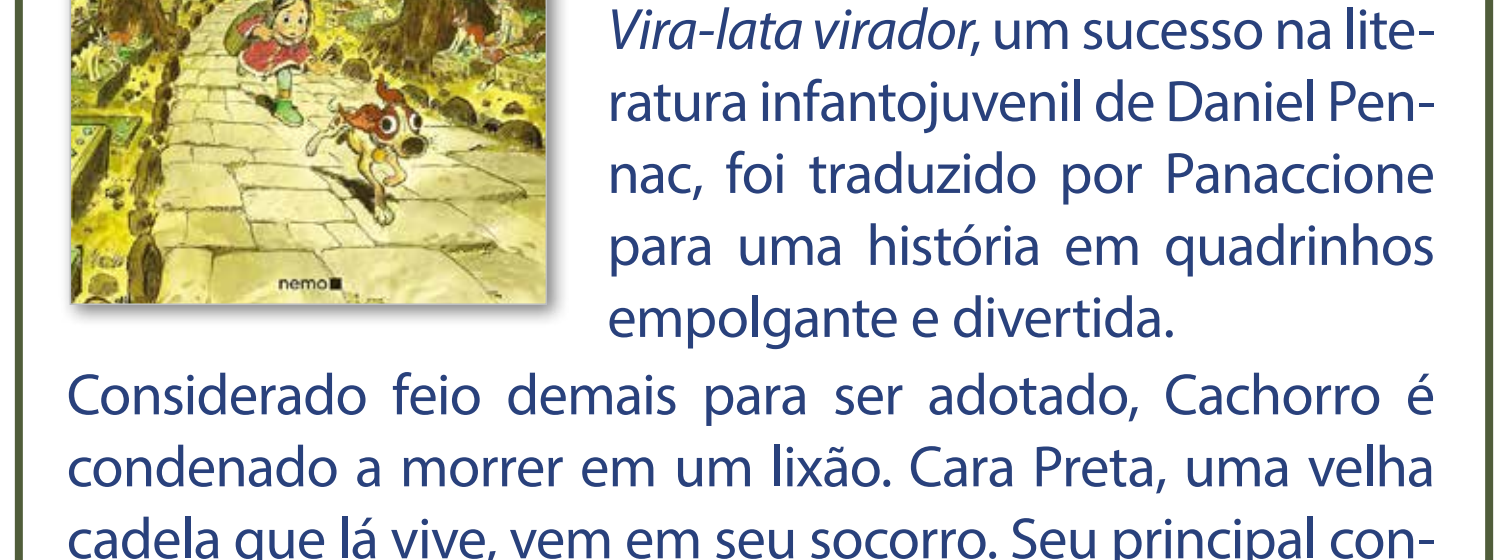 Vira-lata virador, um sucesso na lite-
ratura infantojuvenil de Daniel Pen-
nac, foi traduzido por Panaccione
para uma história em quadrinhos
empolgante e divertida.
nemo
Considerado feio demais para ser adotado, Cachorro é
condenado a morrer em um lixão. Cara Preta, uma velha
cadela que lá vive, vem em seu socorro. Seu principal con-